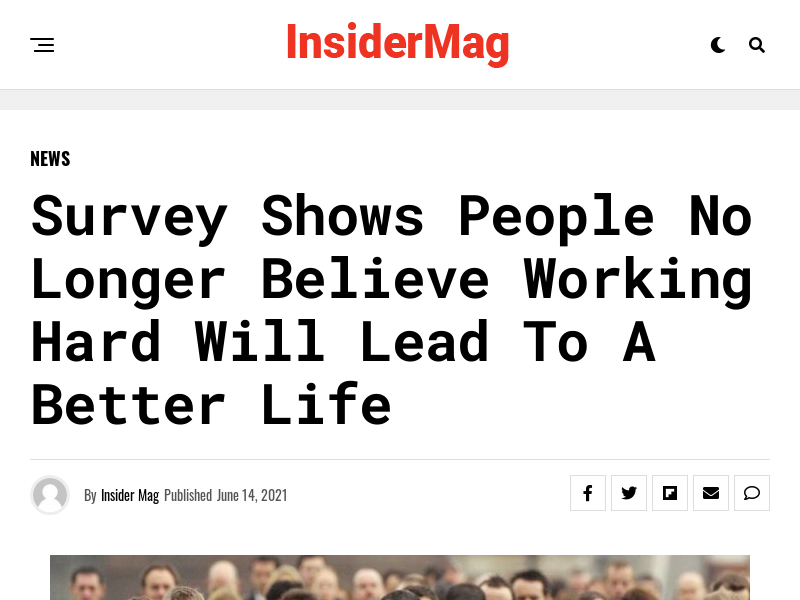 InsiderMag
NEWS
Survey Shows People No
Longer Believe Working
Hard Will Lead To A
Better Life
By Insider Mag Published June 14, 2021